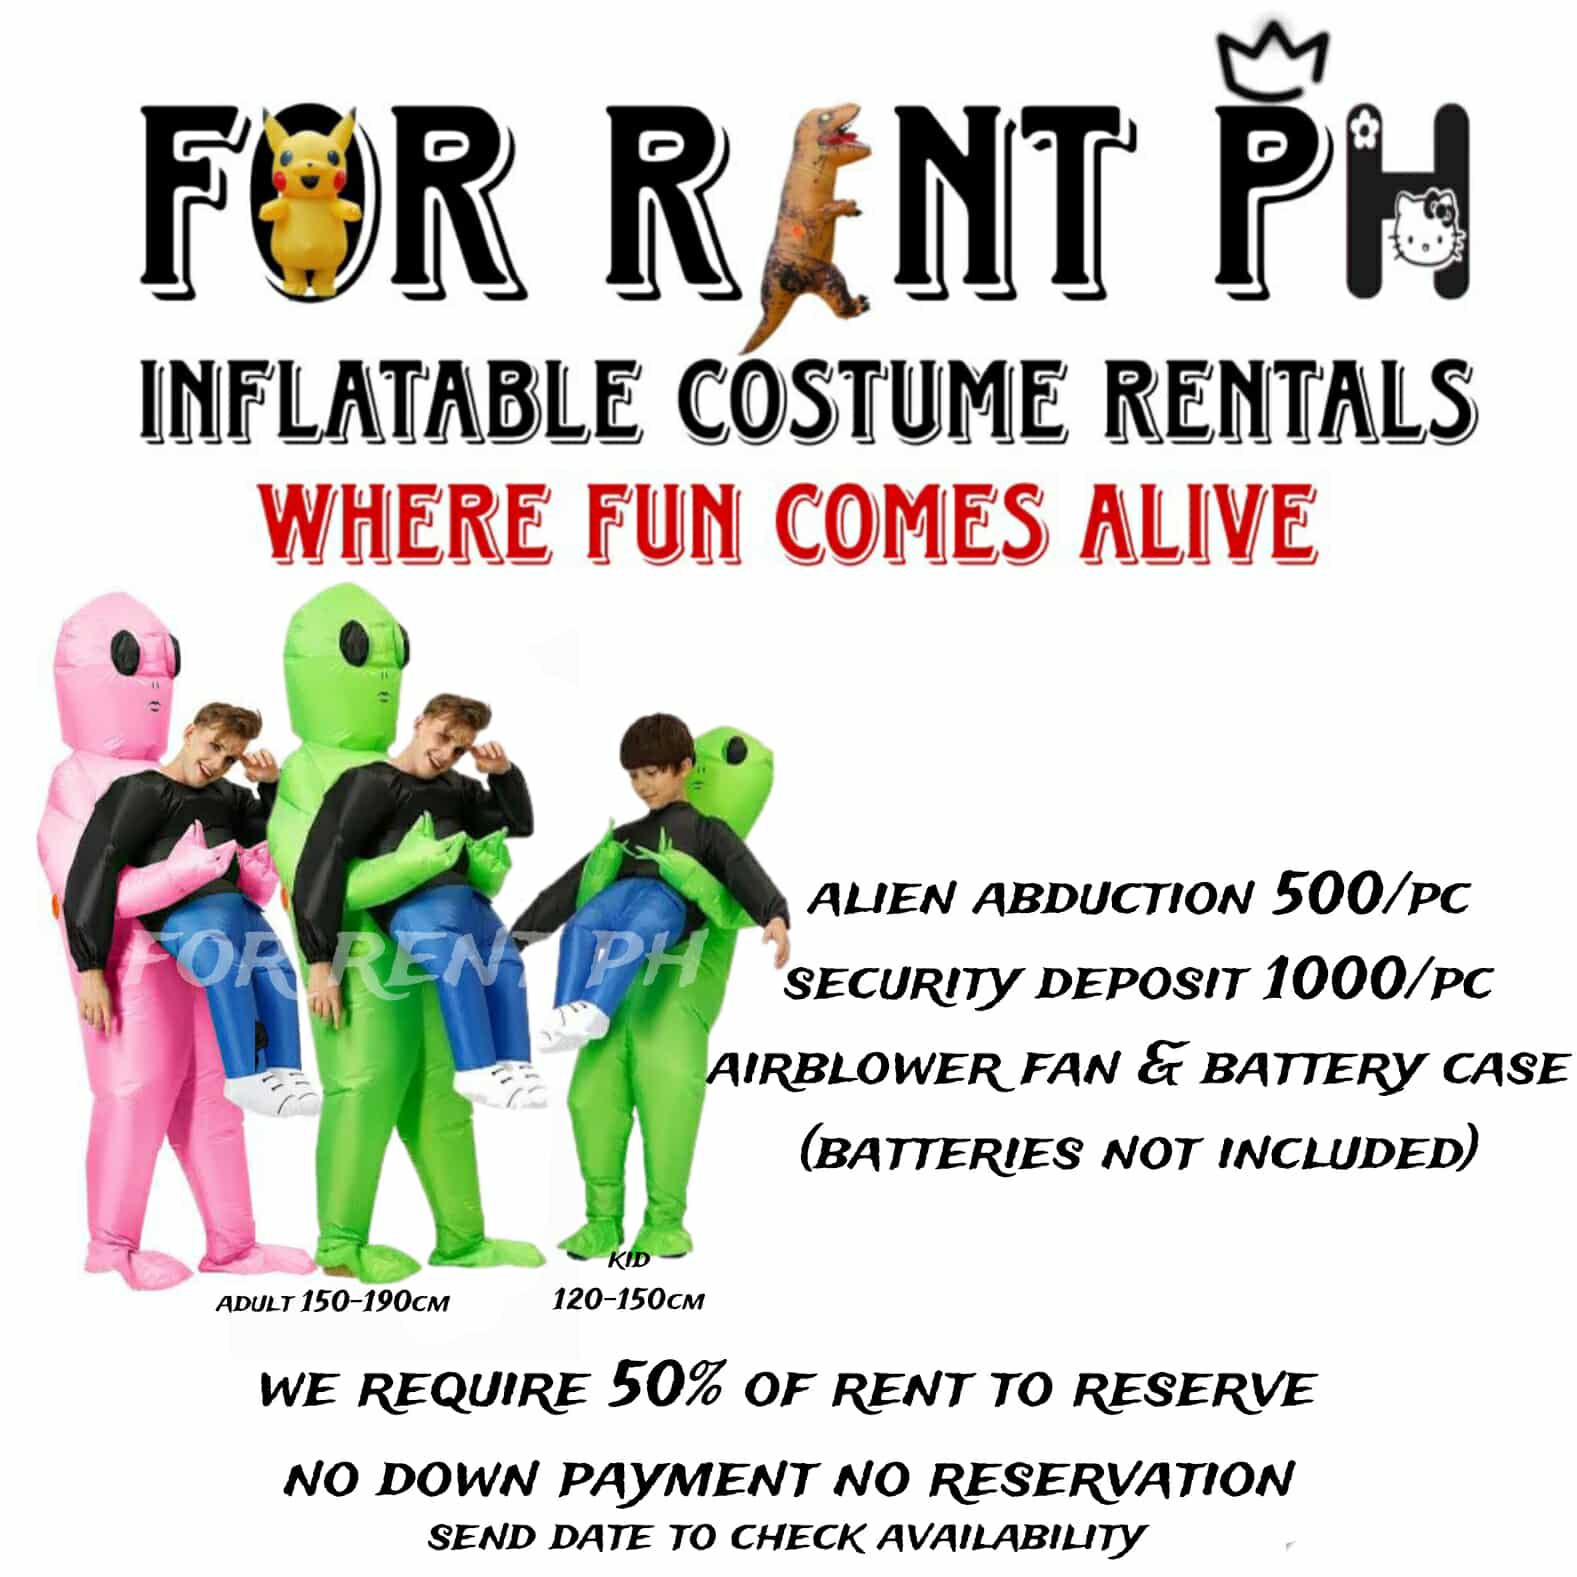 FOR RENT PH
INFLATABLE COSTUME RENTALS
WHERE FUN COMES ALIVE
FOR RENT PH
ALIEN ABDUCTION 500/PC
SECURITY DEPOSIT 1000/PC
AIRBLOWER FAN & BATTERY CASE
(BATTERIES NOT INCLUDED)
KID
ADULT 150-190CM
120-150CM
WE REQUIRE 50% OF RENT TO RESERVE
NO DOWN PAYMENT NO RESERVATION
SEND DATE TO CHECK AVAILABILITY